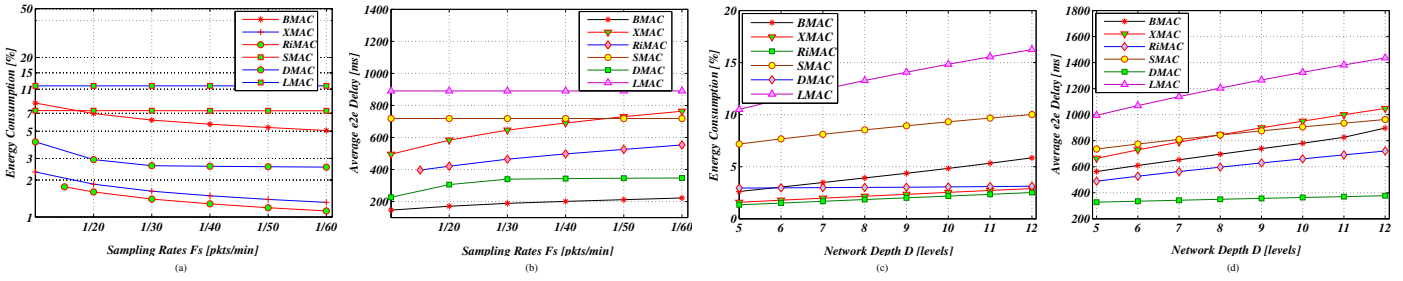 Energy Consumption [%]
50
20
15
11
7
5
3
2
1
1/20
1/30
1/40
1/50
1/60
Sampling Rates Fs [pkts/min]
BMAC
XMAC
RiMAC
SMAC
DMAC
LMAC
(a)
Average e2e Delay [ms]
1400
1200
1000
800
600
400
200
1/20
1/30
1/40
1/50
1/60
Sampling Rates Fs [pkts/min]
BMAC
XMAC
RiMAC
SMAC
DMAC
LMAC
(b)
Energy Consumption [%]
20
15
10
5
0
5
6
7
8
9
10
11
12
Network Depth D [levels]
BMAC
XMAC
RiMAC
SMAC
DMAC
LMAC
(c)
Average e2e Delay [ms]
1800
1600
1400
1200
1000
800
600
400
200
5
6
7
8
9
10
11
12
Network Depth D [levels]
BMAC
XMAC
RiMAC
SMAC
DMAC
LMAC
(d)